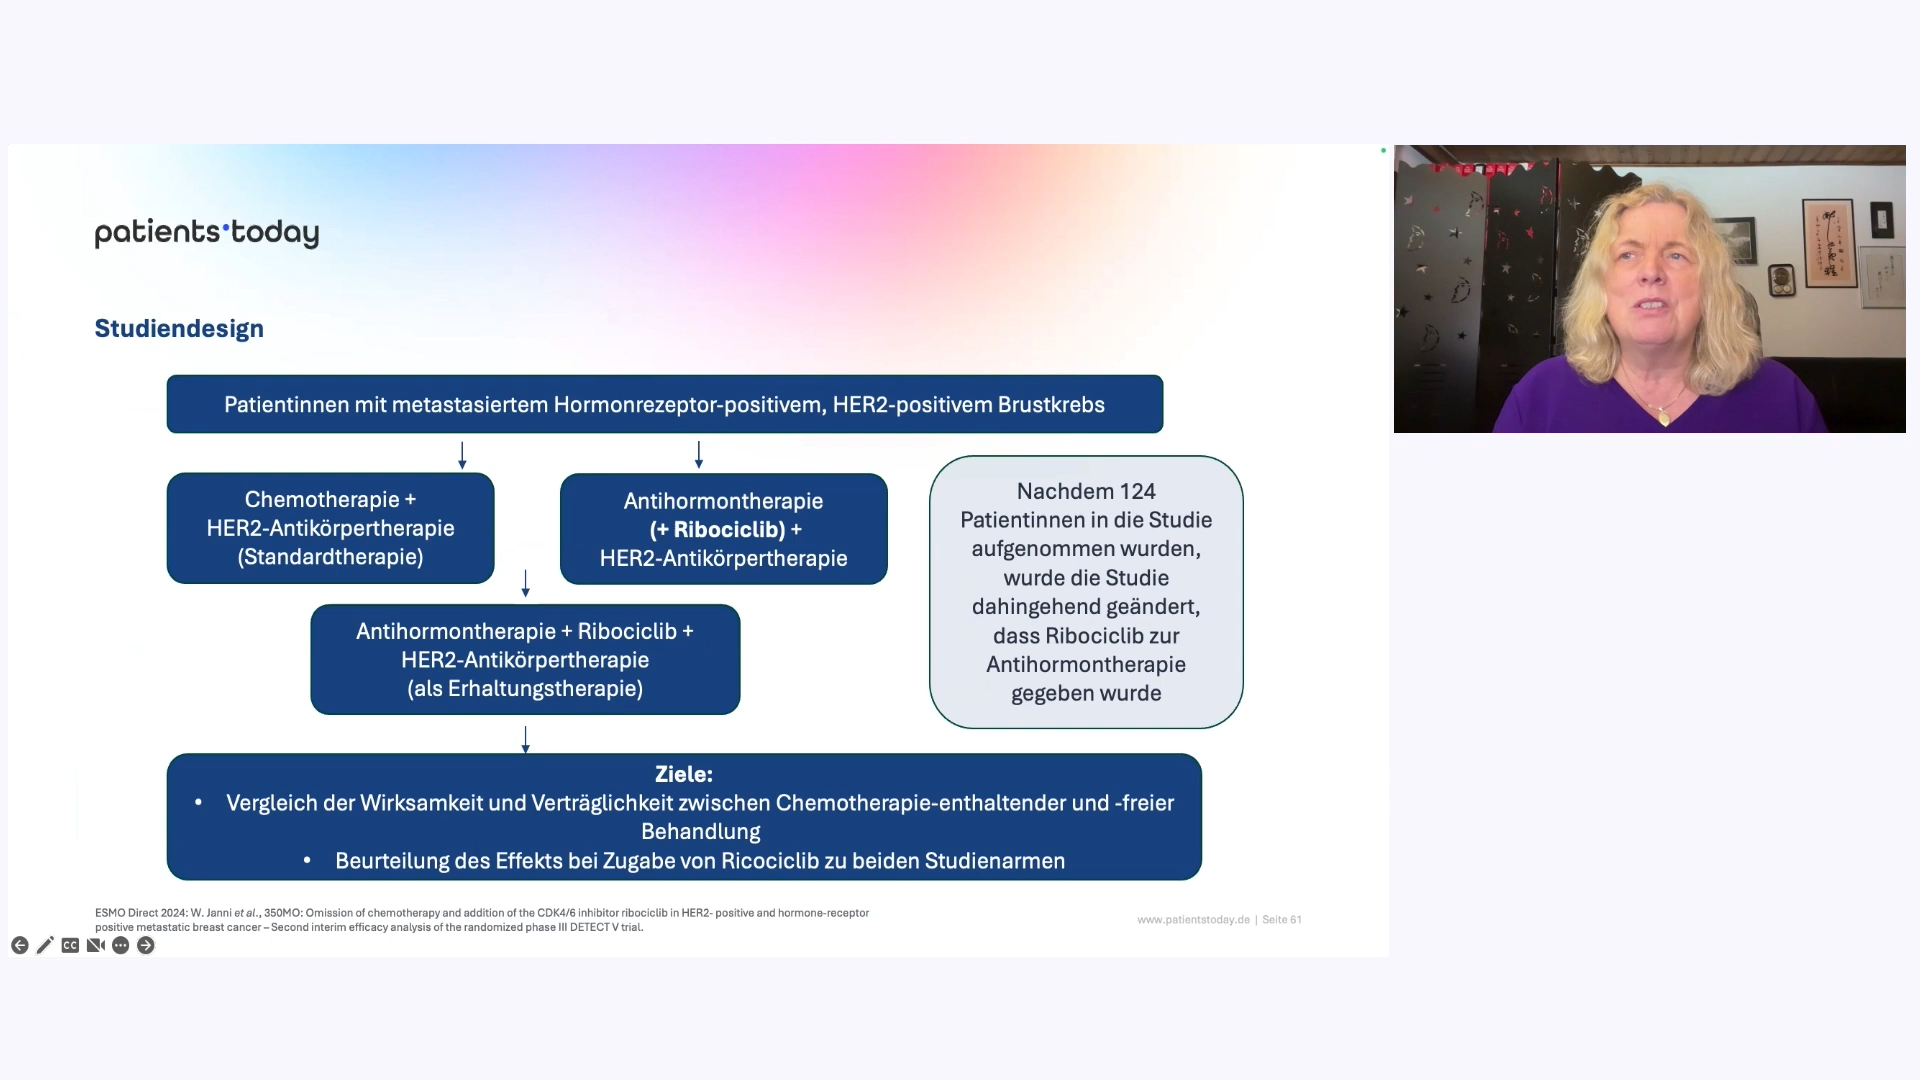 patients•today
Studiendesign
Patientinnen mit metastasiertem Hormonrezeptor-positivem, HER2-positivem Brustkrebs
Chemotherapie +
HER2-Antikörpertherapie
(Standardtherapie)
Antihormontherapie
(+ Ribociclib) +
HER2-Antikörpertherapie
Nachdem 124
Patientinnen in die Studie
aufgenommen wurden,
wurde die Studie
dahingehend geändert,
dass Ribociclib zur
Antihormontherapie
gegeben wurde
Antihormontherapie + Ribociclib +
HER2-Antikörpertherapie
(als Erhaltungstherapie)
Ziele:
• Vergleich der Wirksamkeit und Verträglichkeit zwischen Chemotherapie-enthaltender und -freier
Behandlung
• Beurteilung des Effekts bei Zugabe von Ricociclib zu beiden Studienarmen
ESMO Direct 2024: W. Janni et al., 350MO: Omission of chemotherapy and addition of the CDK4/6 inhibitor ribociclib in HER2- positive and hormone-receptor
positive metastatic breast cancer – Second interim efficacy analysis of the randomized phase III DETECT V trial.
www.patientstoday.de | Seite 61
CC